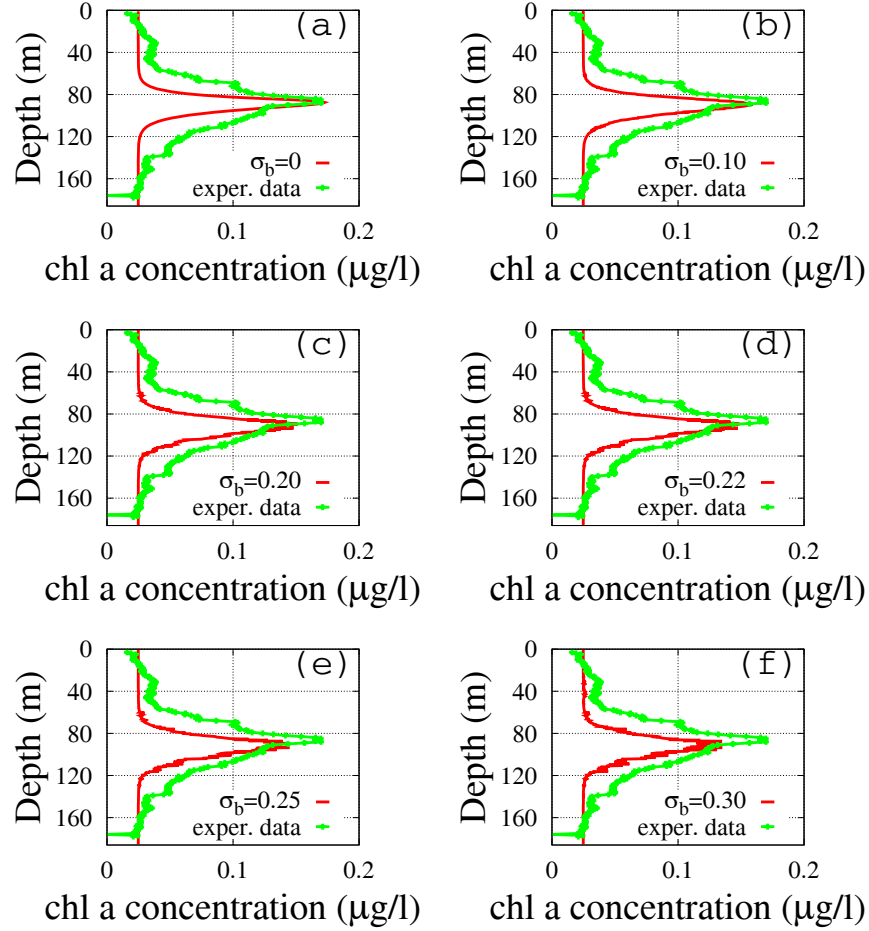 (a)
Depth (m)
0
40
80
120
160
σb=0
exper. data
0 0.1 0.2
chl a concentration (μg/l)
(b)
Depth (m)
0
40
80
120
160
σb=0.10
exper. data
0 0.1 0.2
chl a concentration (μg/l)
(c)
Depth (m)
0
40
80
120
160
σb=0.20
exper. data
0 0.1 0.2
chl a concentration (μg/l)
(d)
Depth (m)
0
40
80
120
160
σb=0.22
exper. data
0 0.1 0.2
chl a concentration (μg/l)
(e)
Depth (m)
0
40
80
120
160
σb=0.25
exper. data
0 0.1 0.2
chl a concentration (μg/l)
(f)
Depth (m)
0
40
80
120
160
σb=0.30
exper. data
0 0.1 0.2
chl a concentration (μg/l)